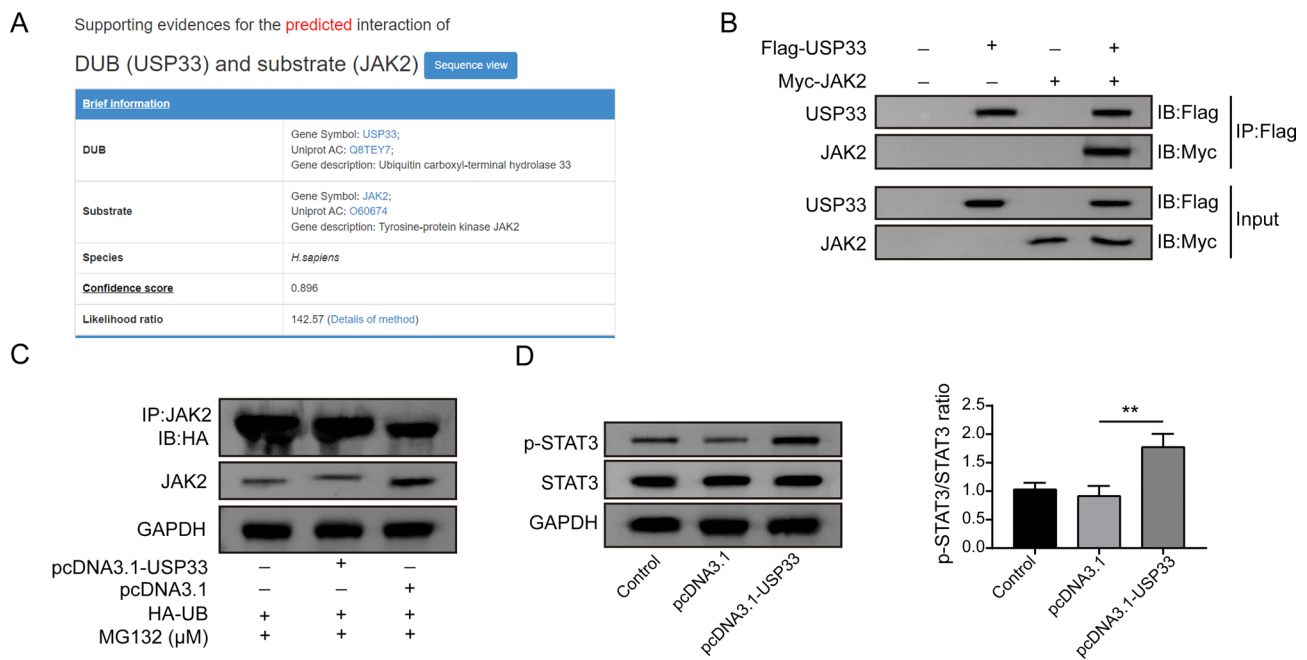 A
Supporting evidences for the predicted interaction of
DUB (USP33) and substrate (JAK2) Sequence view
Brief information
DUB
Gene Symbol: USP33;
Uniprot AC: Q8TEY7;
Gene description: Ubiquitin carboxyl-terminal hydrolase 33
Substrate
Gene Symbol: JAK2;
Uniprot AC: O60674
Gene description: Tyrosine-protein kinase JAK2
Species H.sapiens
Confidence score 0.896
Likelihood ratio 142.57 (Details of method)
B
Flag-USP33 – + – +
Myc-JAK2 – – + +
USP33 IB:Flag
JAK2 IB:Myc
IP:Flag
USP33 IB:Flag
JAK2 IB:Myc
Input
C
IP:JAK2
IB:HA
JAK2
GAPDH
pcDNA3.1-USP33 – + –
pcDNA3.1 – – +
HA-UB + + +
MG132 (μM) + + +
D
p-STAT3
STAT3
GAPDH
Control
pcDNA3.1
pcDNA3.1-USP33
p-STAT3/STAT3 ratio
2.5
2.0
1.5
1.0
0.5
0.0
**
Control
pcDNA3.1
pcDNA3.1-USP33